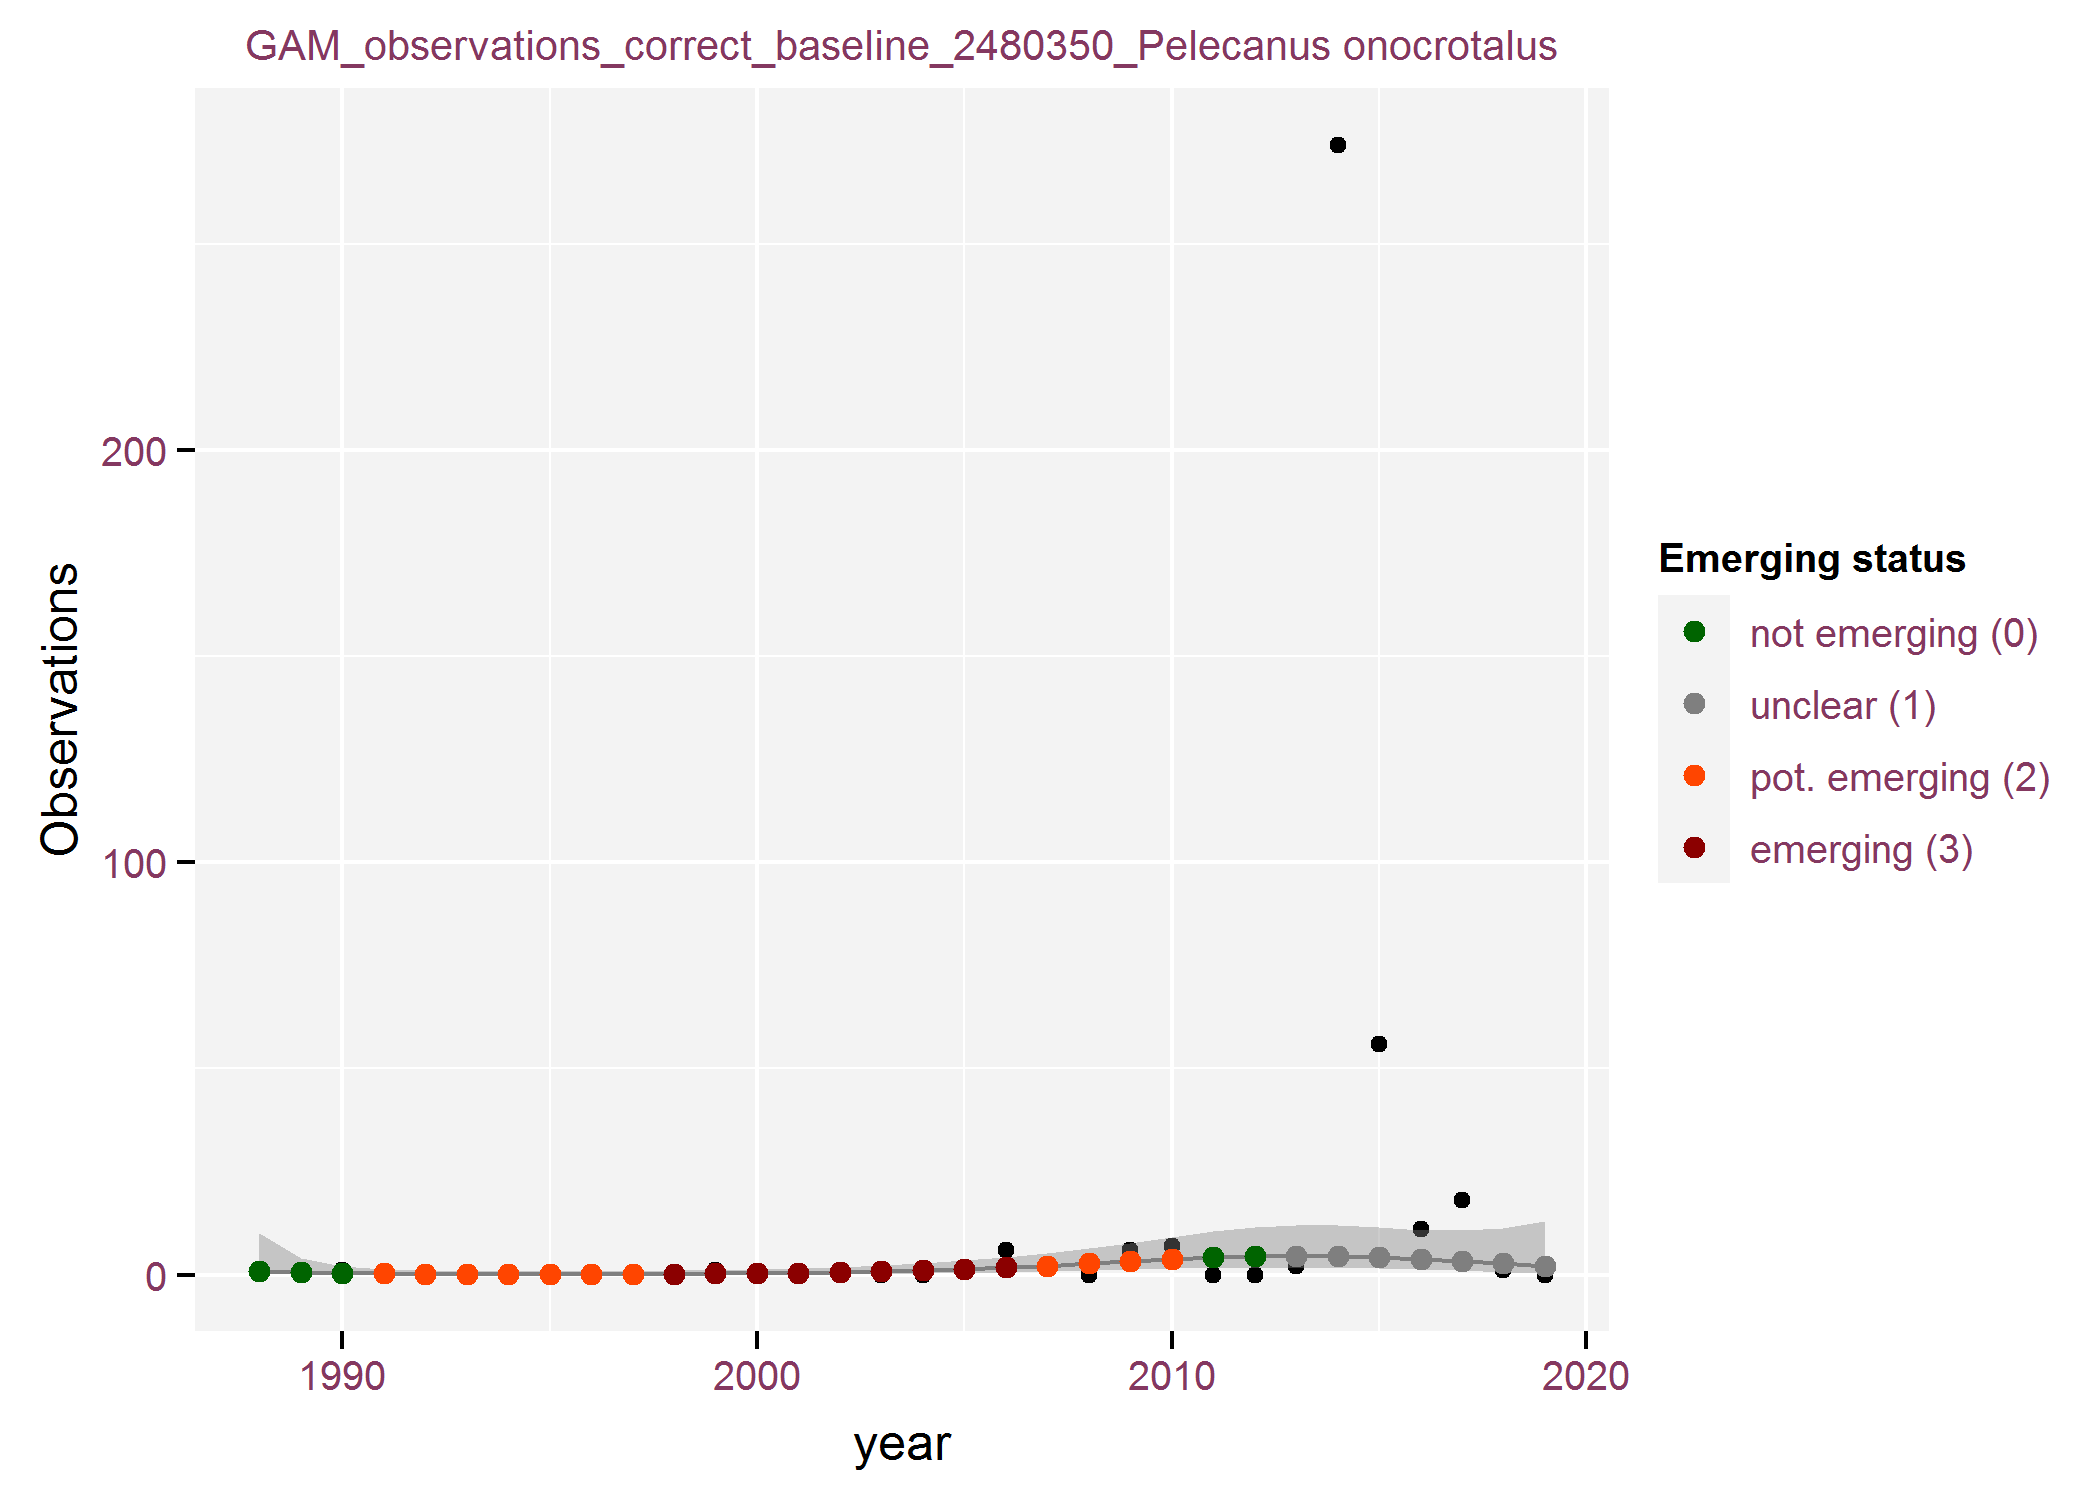 GAM_observations_correct_baseline_2480350_Pelecanus onocrotalus
Observations
200
100
0
1990
2000
2010
2020
year
Emerging status
not emerging (0)
unclear (1)
pot. emerging (2)
emerging (3)